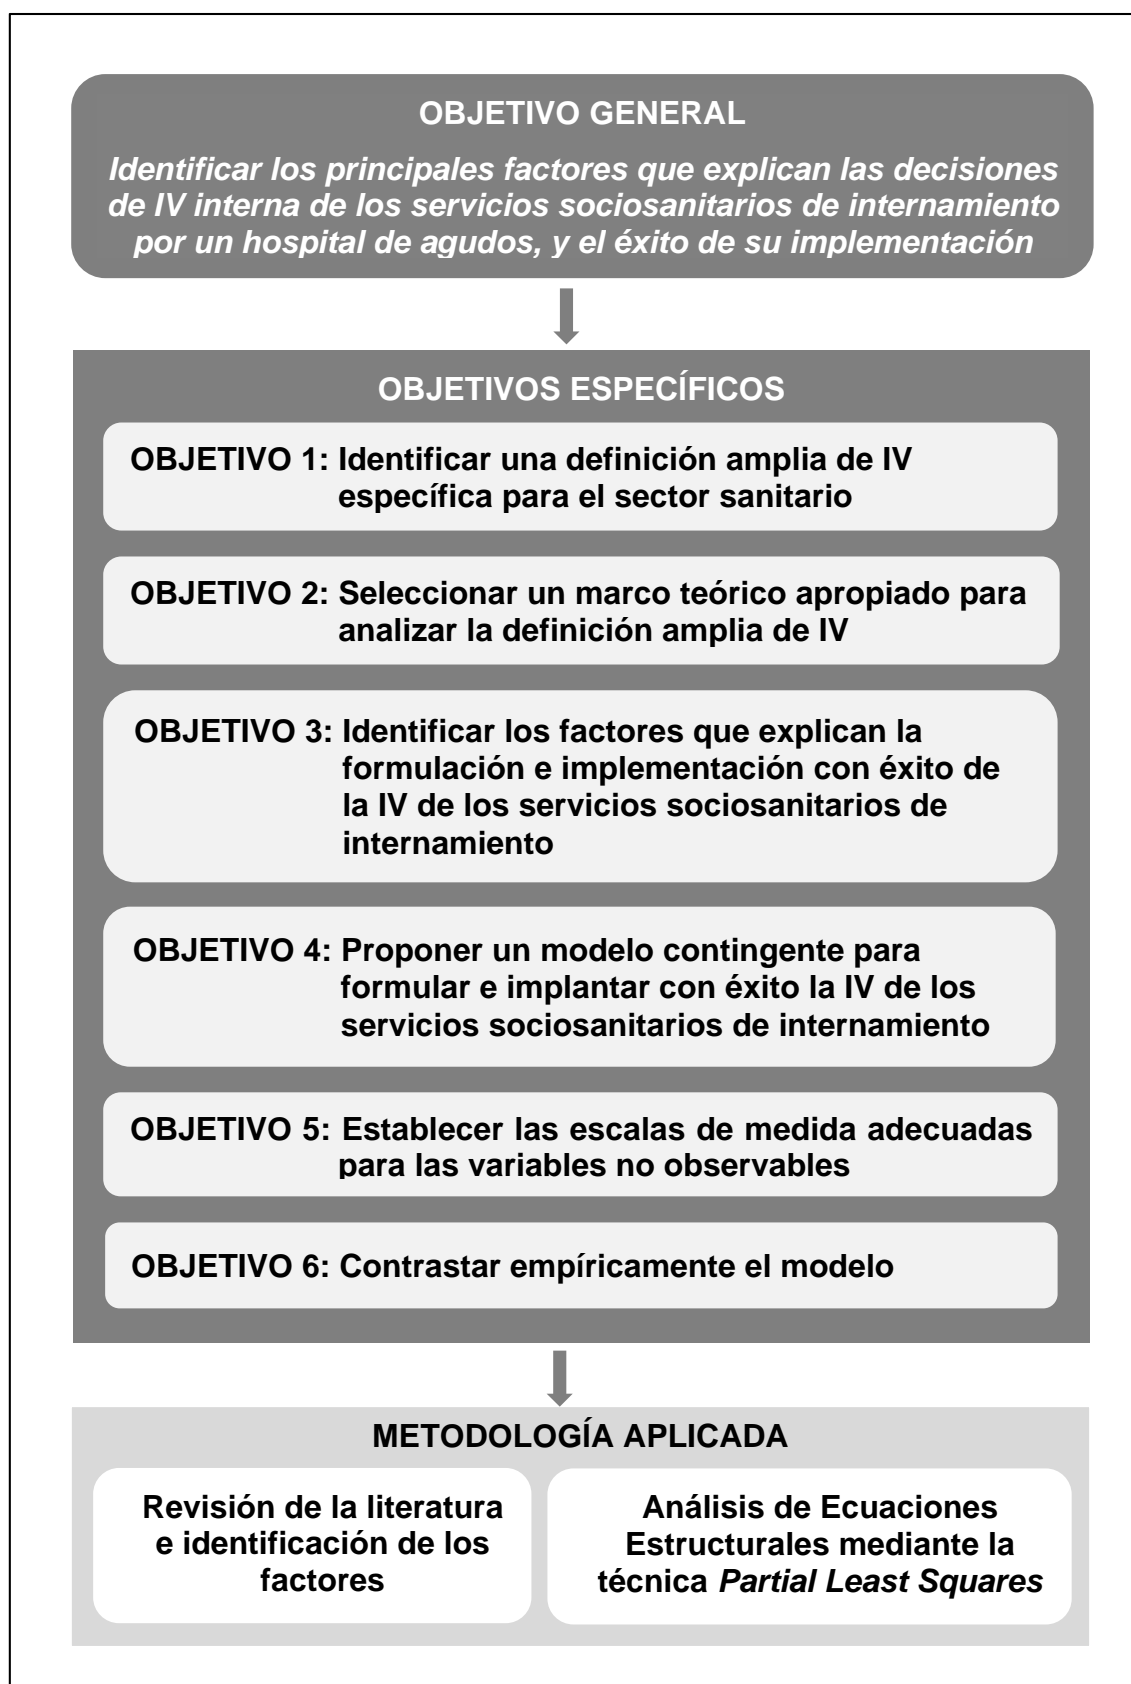 OBJETIVO GENERAL
Identificar los principales factores que explican las decisiones
de IV interna de los servicios sociosanitarios de internamiento
por un hospital de agudos, y el éxito de su implementación
OBJETIVOS ESPECÍFICOS
OBJETIVO 1: Identificar una definición amplia de IV
específica para el sector sanitario
OBJETIVO 2: Seleccionar un marco teórico apropiado para
analizar la definición amplia de IV
OBJETIVO 3: Identificar los factores que explican la
formulación e implementación con éxito de
la IV de los servicios sociosanitarios de
internamiento
OBJETIVO 4: Proponer un modelo contingente para
formular e implantar con éxito la IV de los
servicios sociosanitarios de internamiento
OBJETIVO 5: Establecer las escalas de medida adecuadas
para las variables no observables
OBJETIVO 6: Contrastar empíricamente el modelo
METODOLOGÍA APLICADA
Revisión de la literatura
e identificación de los
factores
Análisis de Ecuaciones
Estructurales mediante la
técnica Partial Least Squares